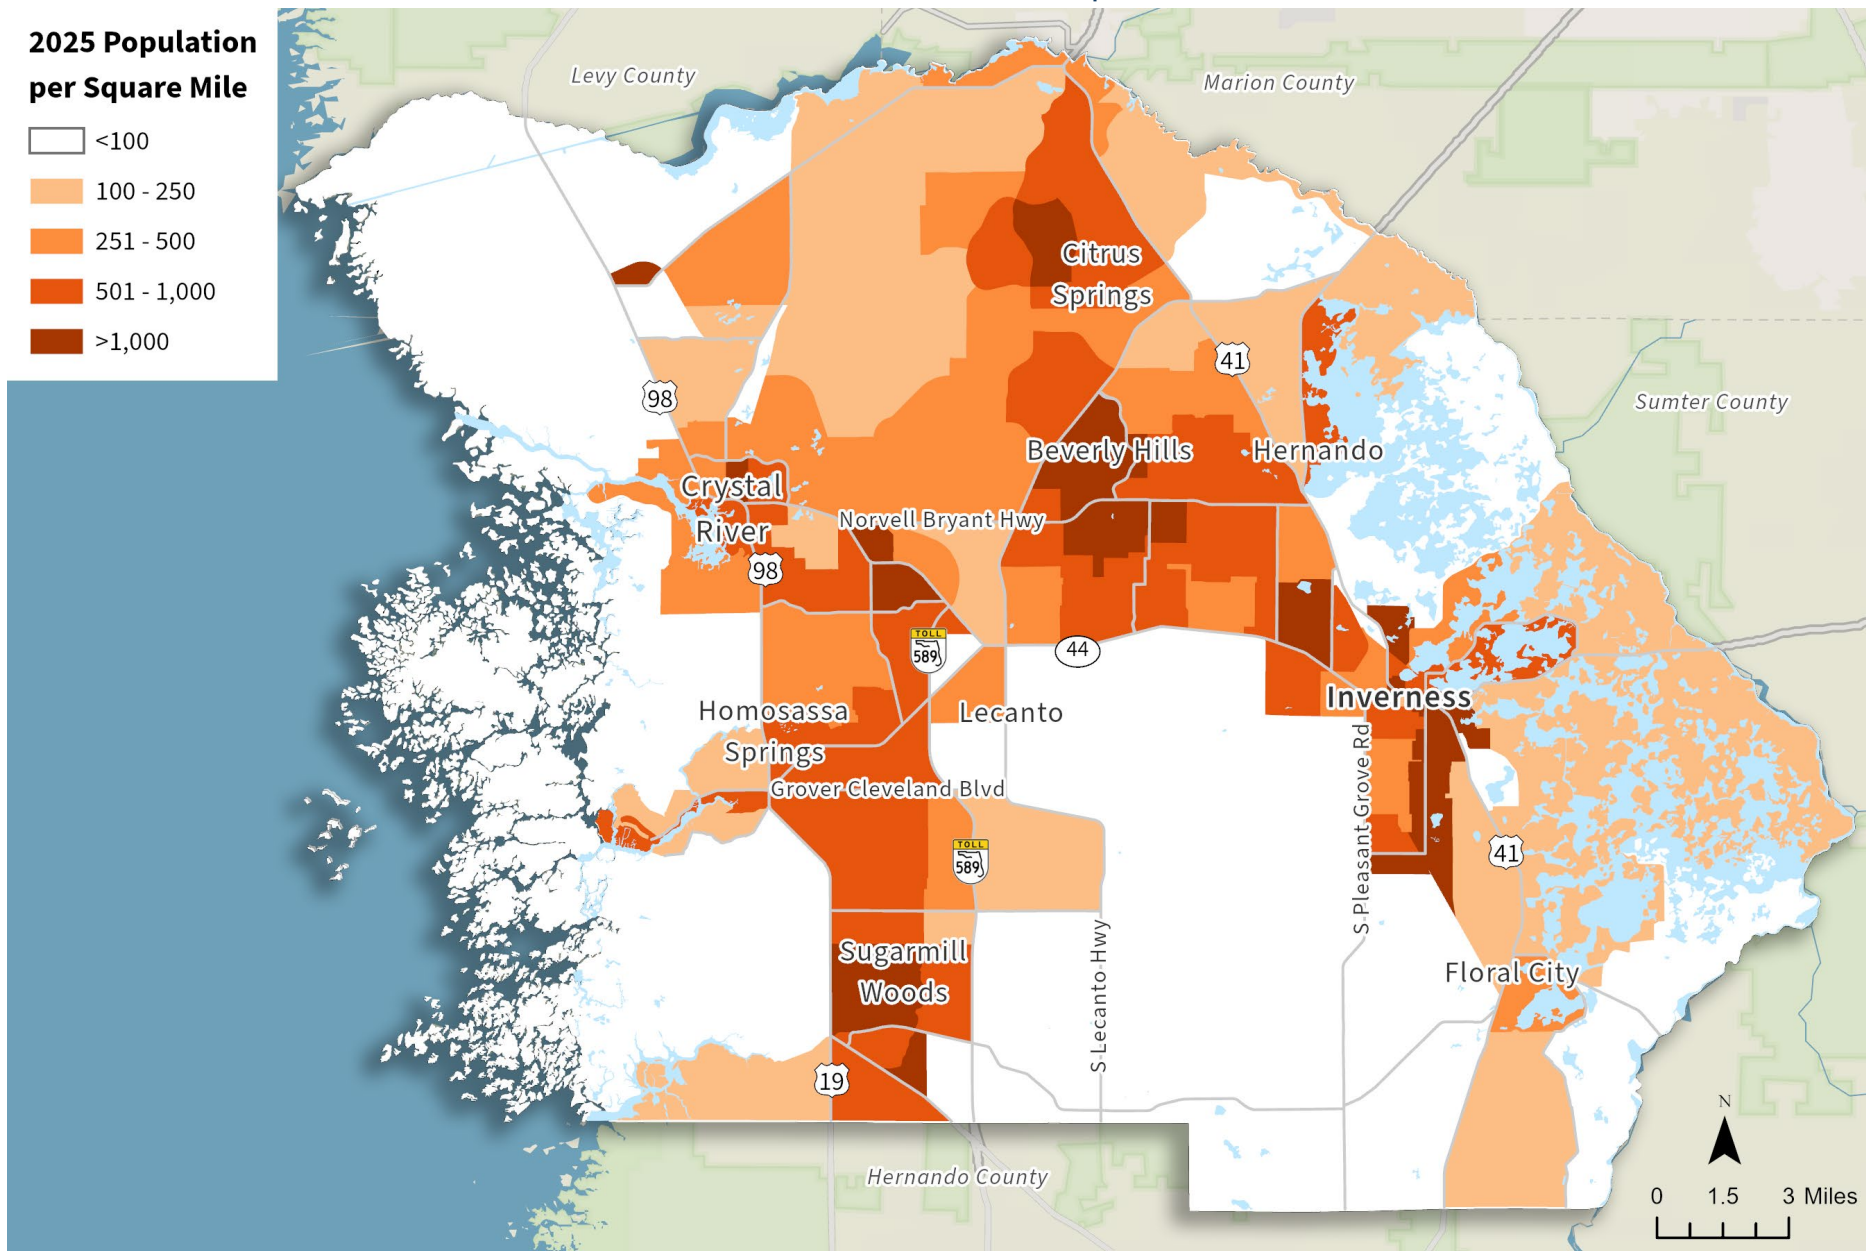 2025 Population
per Square Mile
<100
100 - 250
251 - 500
501 - 1,000
>1,000
Levy County
Marion County
Citrus
Springs
41
98
Sumter County
Beverly Hills
Hernando
Crystal
River
Norvell Bryant Hwy
98
TOLL
589
44
Inverness
Homosassa
Springs
Lecanto
Grover Cleveland Blvd
S Pleasant Grove Rd
TOLL
589
41
Sugarmill
Woods
S Lecanto Hwy
Floral City
19
Hernando County
N
0 1.5 3 Miles